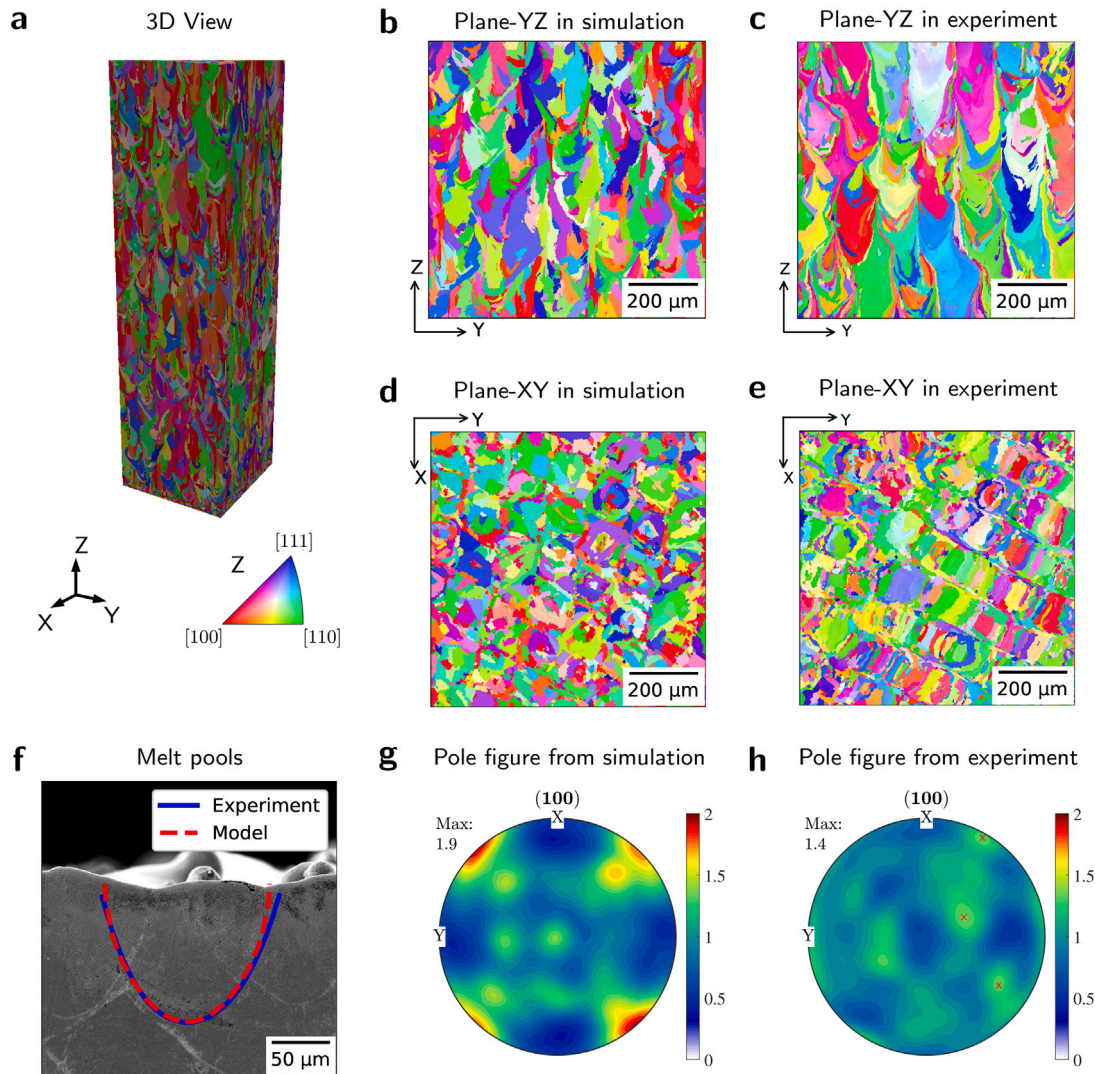 a
3D View
Z
X
Y
Z
[111]
[100]
[110]
b
Plane-YZ in simulation
Z
Y
200 μm
c
Plane-YZ in experiment
Z
Y
200 μm
d
Plane-XY in simulation
Y
X
200 μm
e
Plane-XY in experiment
Y
X
200 μm
f
Melt pools
Experiment
Model
50 μm
g
Pole figure from simulation
(100)
Max:
1.9
X
Y
2
1.5
1
0.5
0
h
Pole figure from experiment
(100)
Max:
1.4
X
Y
x
x
x
2
1.5
1
0.5
0